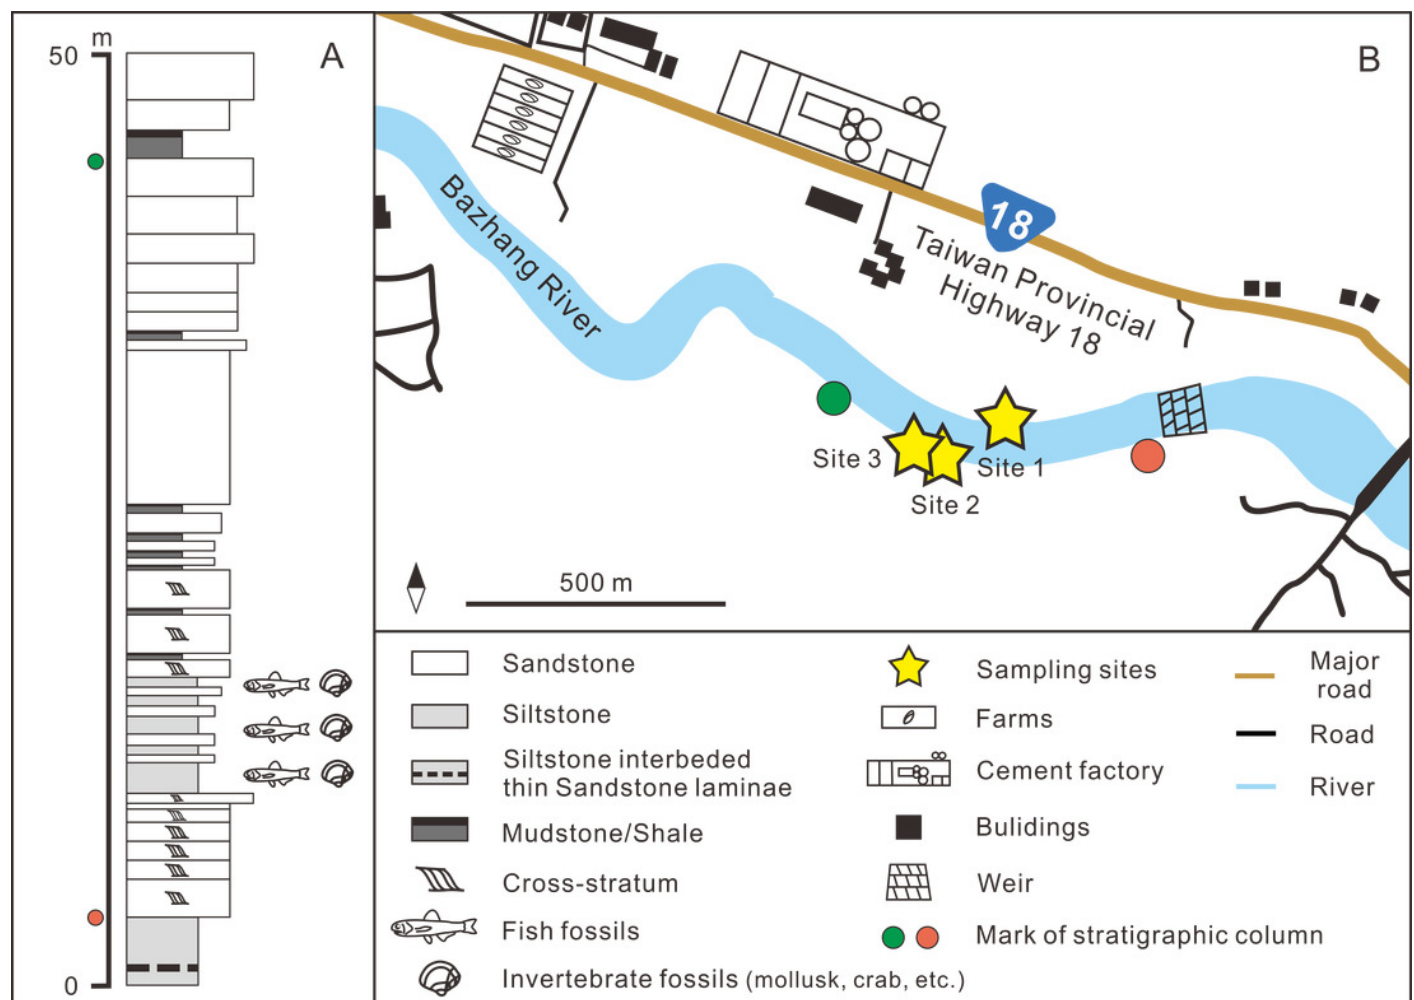 m
50
0
A
B
Bazhang River
18
Taiwan Provincial
Highway 18
Site 3
Site 1
Site 2
500 m
Sandstone
Siltstone
Siltstone interbeded
thin Sandstone laminae
Mudstone/Shale
Cross-stratum
Fish fossils
Invertebrate fossils (mollusk, crab, etc.)
Sampling sites
Farms
Cement factory
Bulidings
Weir
Mark of stratigraphic column
Major
road
Road
River